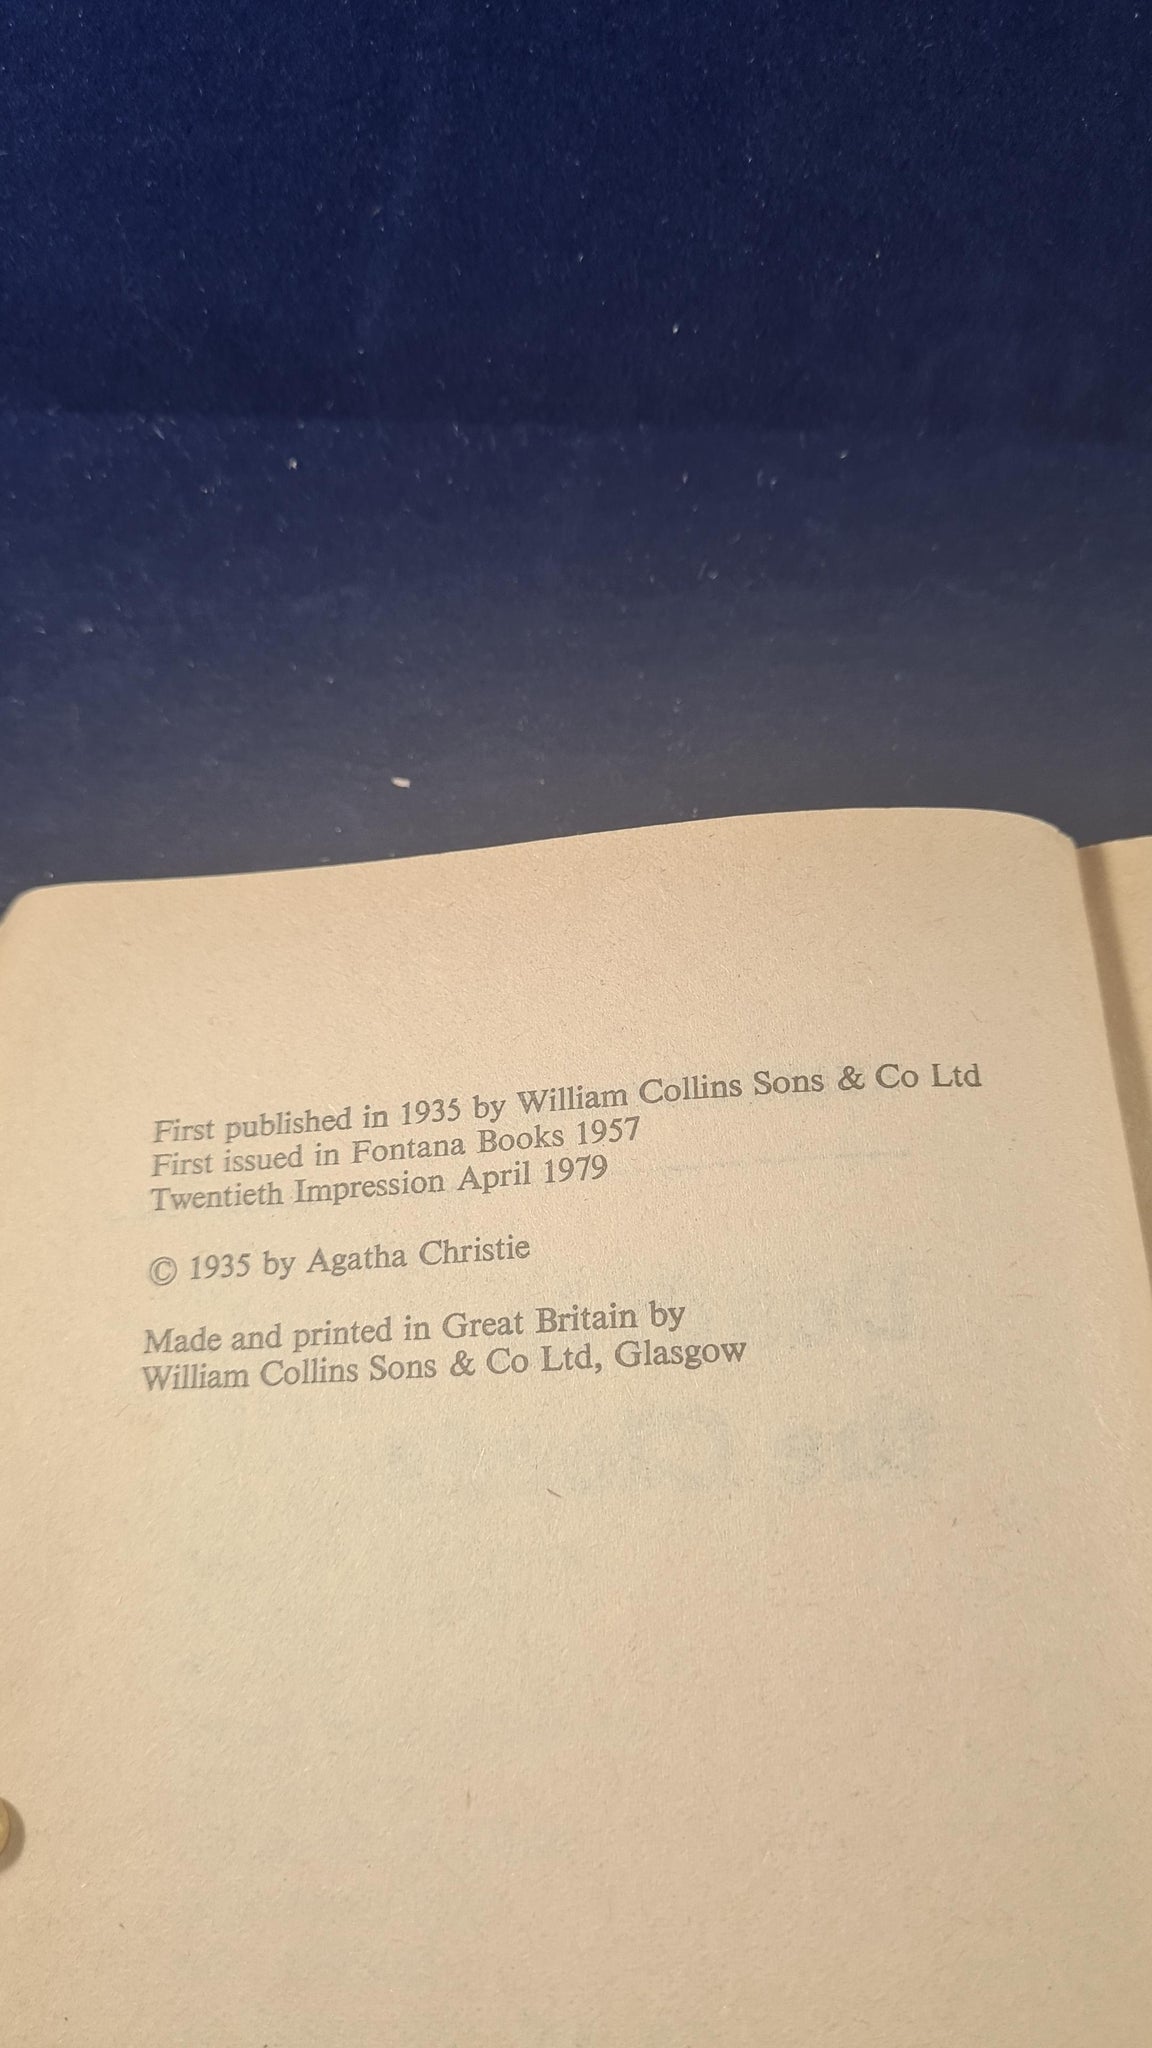 First published in 1935 by William Collins Sons & Co Ltd
First issued in Fontana Books 1957
Twentieth Impression April 1979
© 1935 by Agatha Christie
Made and printed in Great Britain by
William Collins Sons & Co Ltd, Glasgow